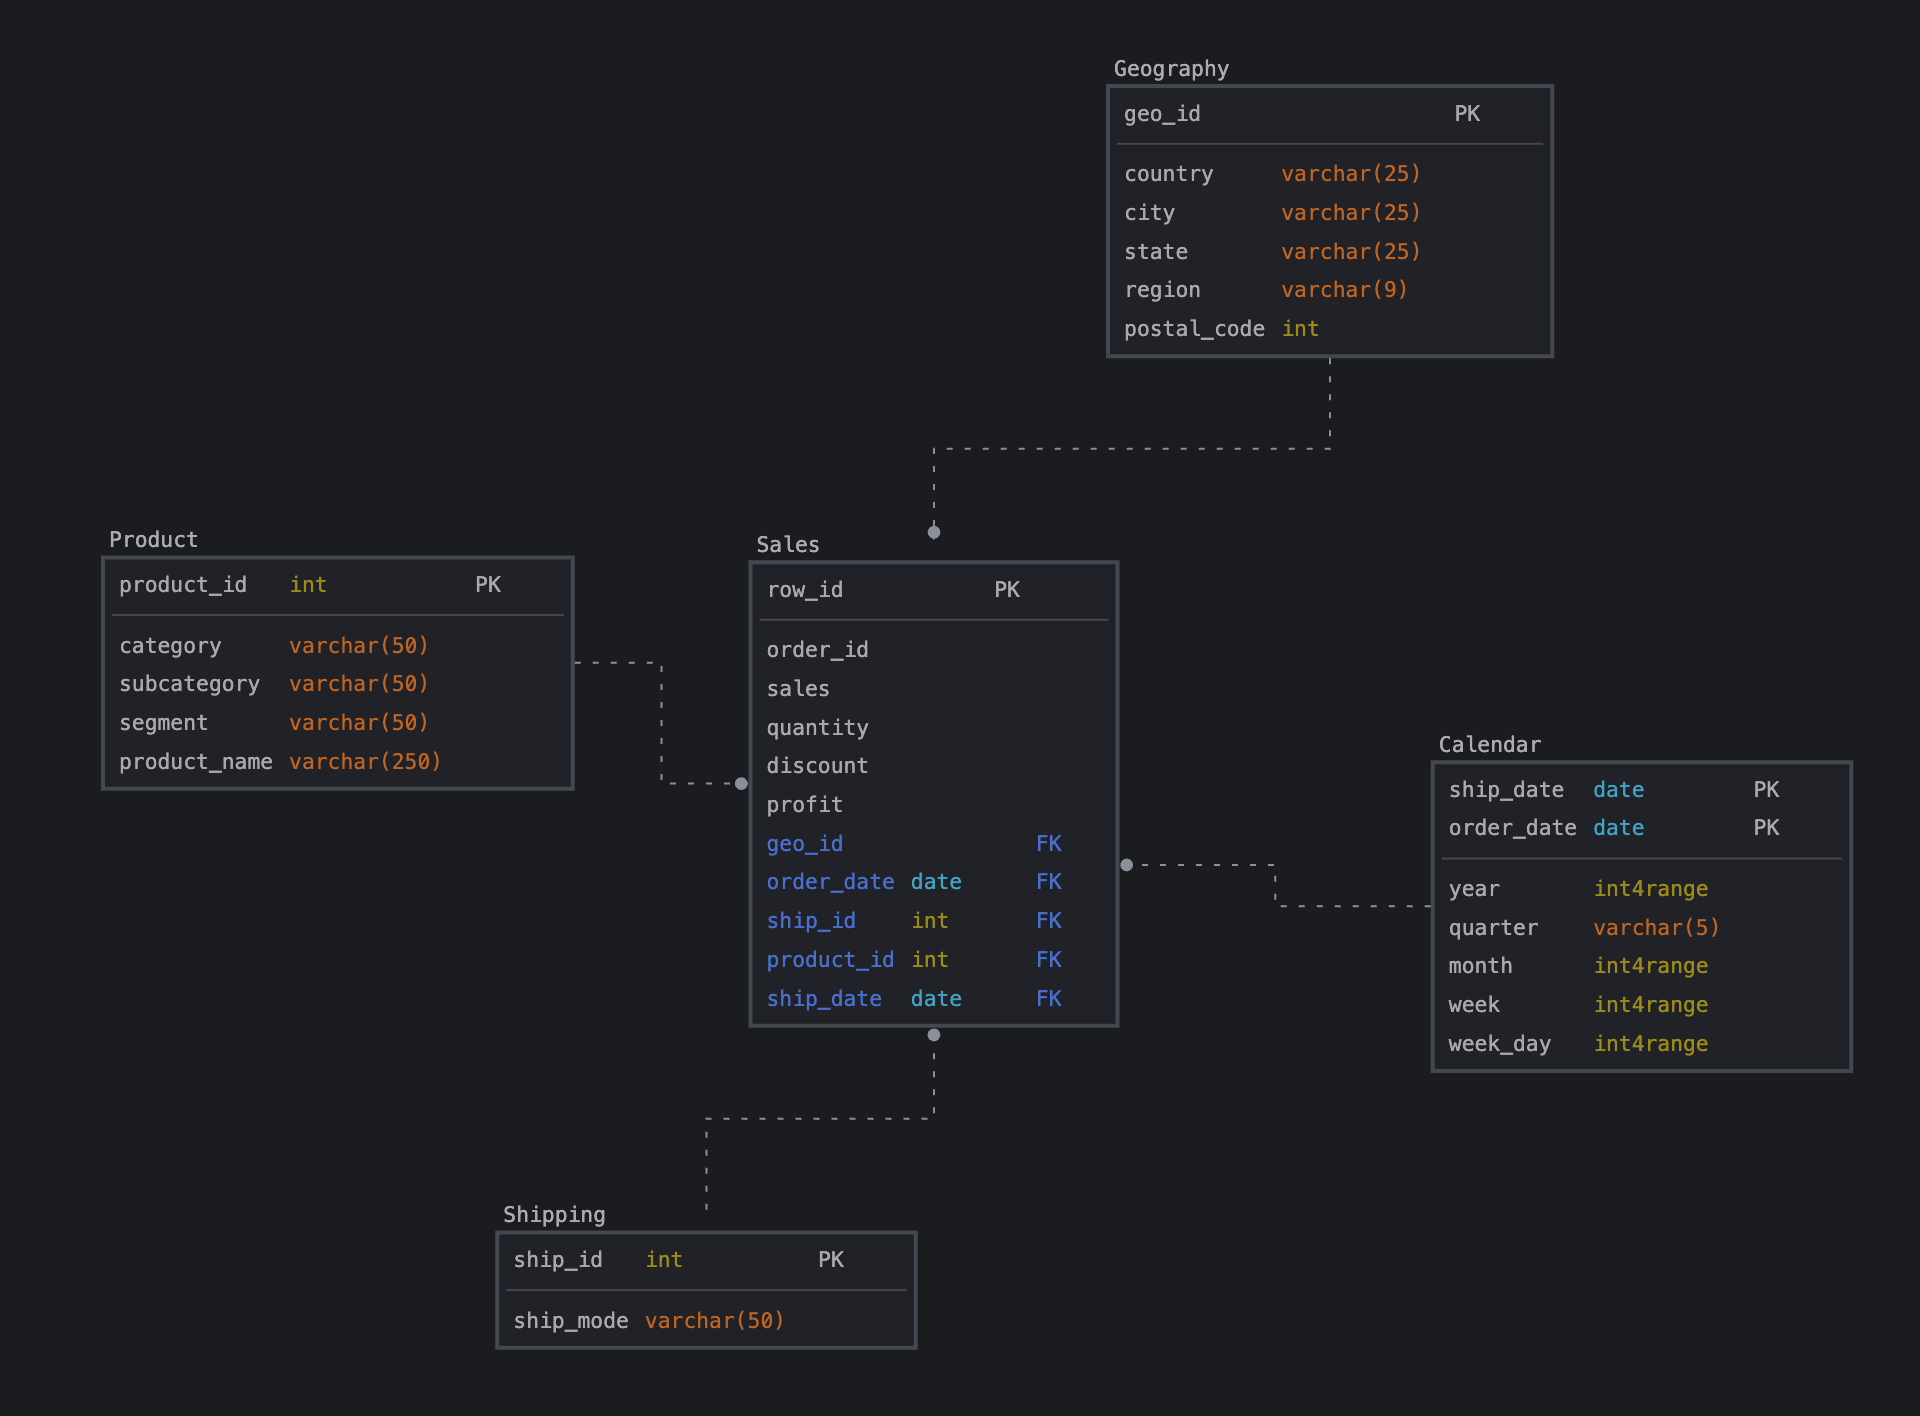 Geography
geo_id PK
country varchar(25)
city varchar(25)
state varchar(25)
region varchar(9)
postal_code int
Product
product_id int PK
category varchar(50)
subcategory varchar(50)
segment varchar(50)
product_name varchar(250)
Sales
row_id PK
order_id
sales
quantity
discount
profit
geo_id FK
order_date date FK
ship_id int FK
product_id int FK
ship_date date FK
Calendar
ship_date date PK
order_date date PK
year int4range
quarter varchar(5)
month int4range
week int4range
week_day int4range
Shipping
ship_id int PK
ship_mode varchar(50)